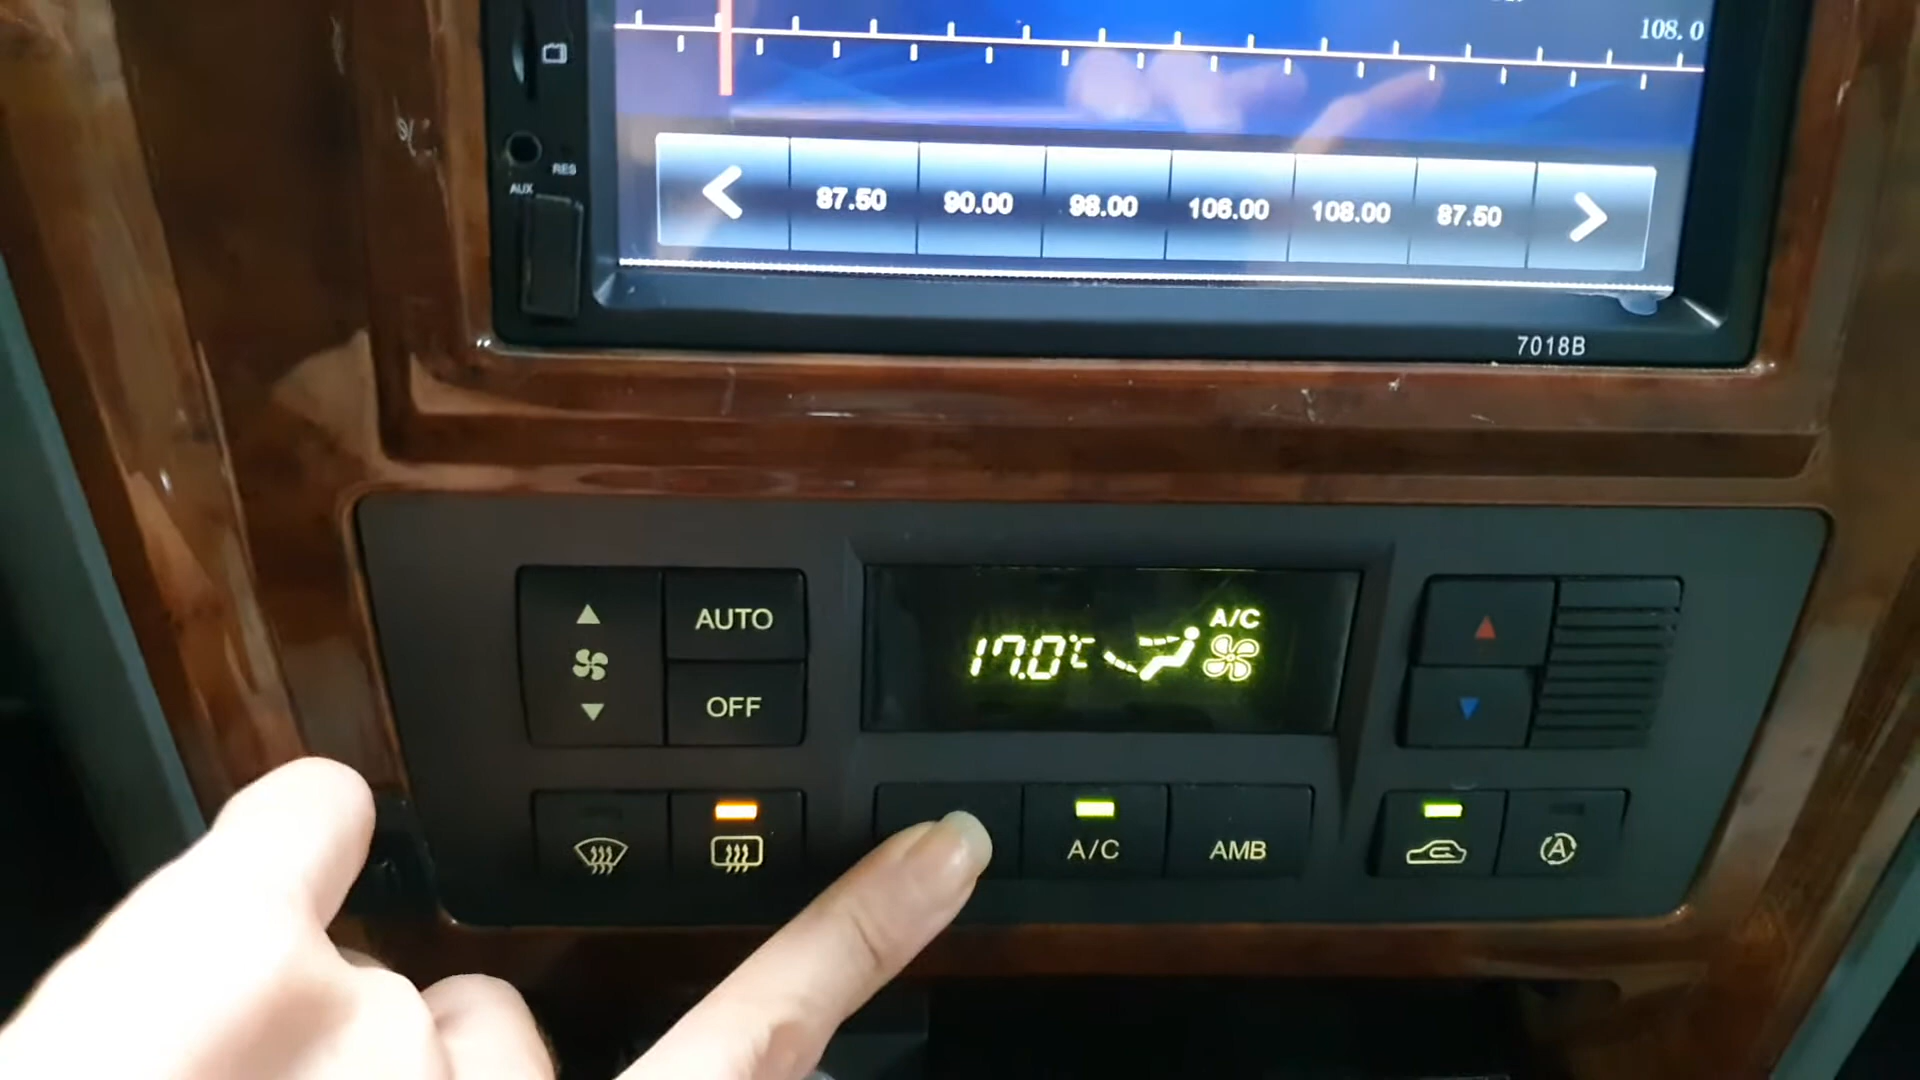 108.0
RES
AUX
87.50 90.00 98.00 106.00 108.00 87.50
7018B
AUTO
OFF
A/C
17.0℃
A/C
AMB
A